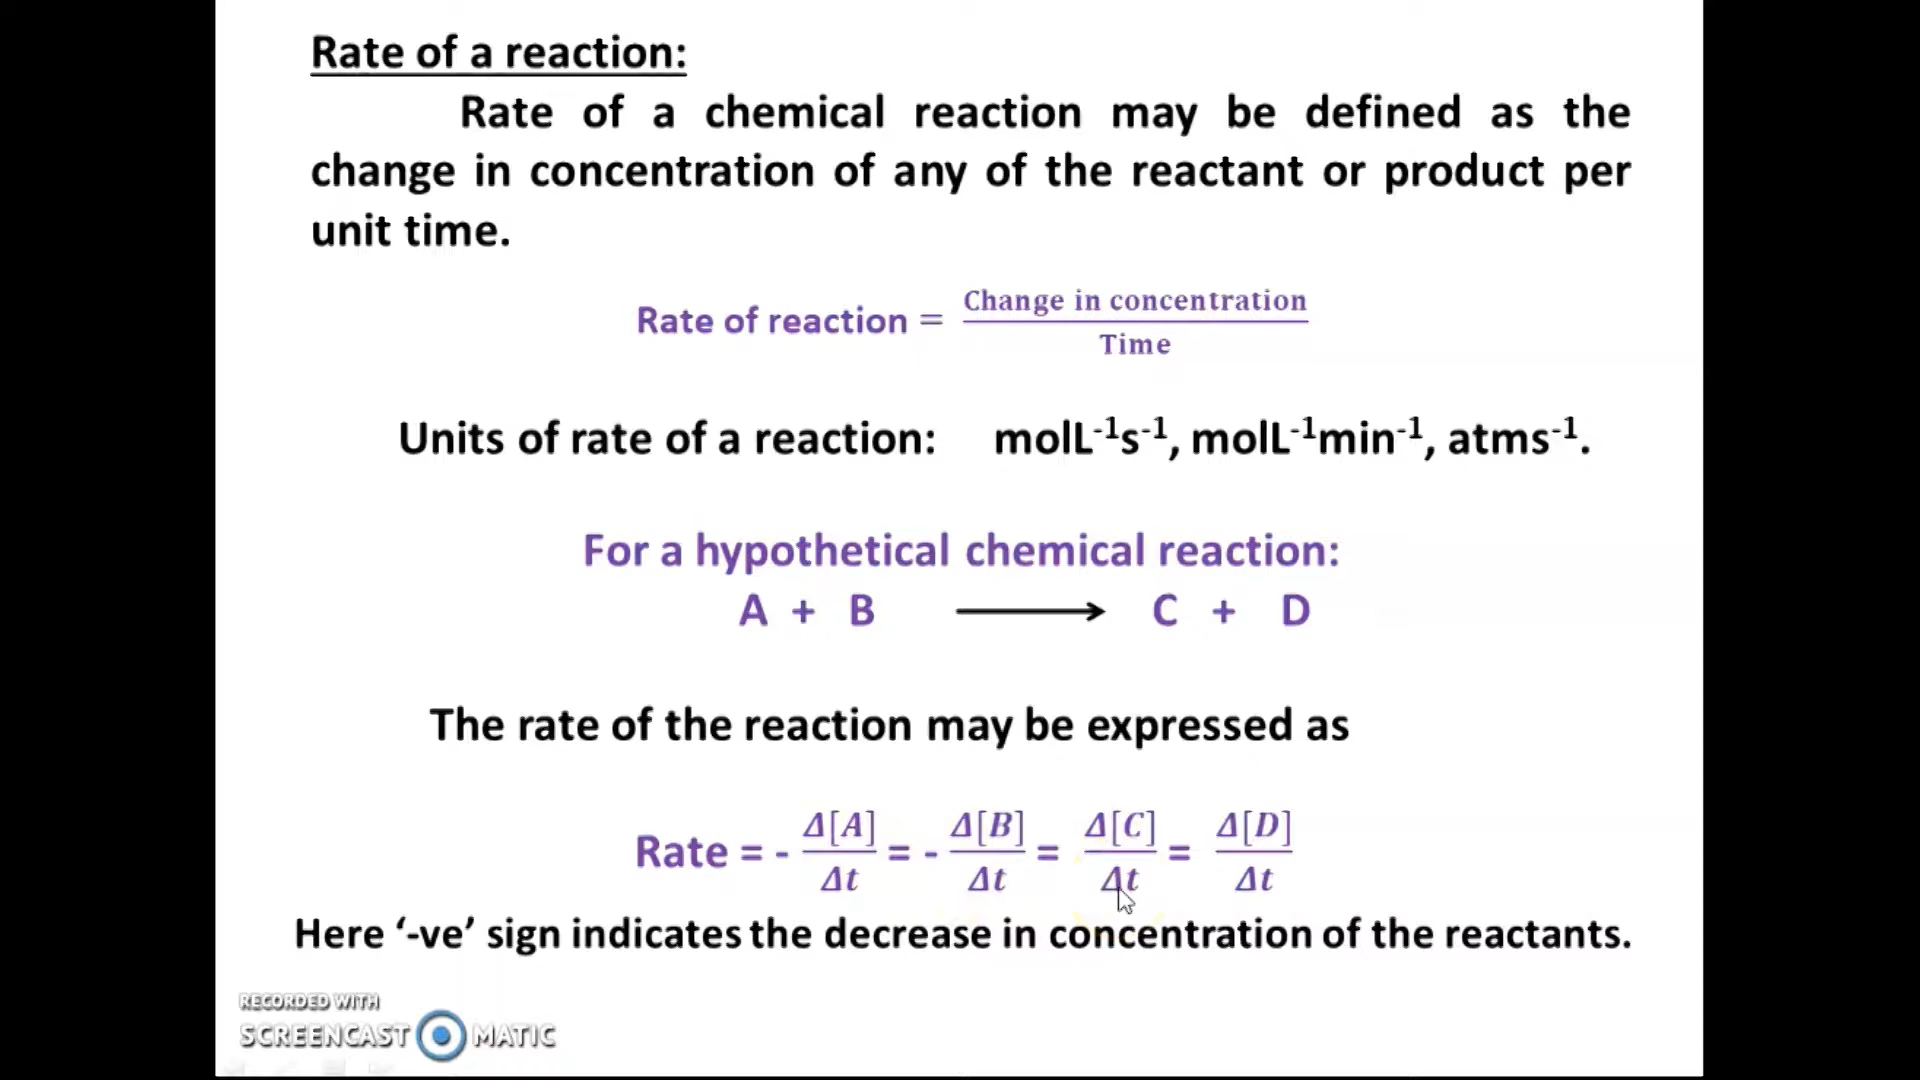 Rate of a reaction:
Rate of a chemical reaction may be defined as the
change in concentration of any of the reactant or product per
unit time.
Rate of reaction = Change in concentration / Time
Units of rate of a reaction: molL⁻¹s⁻¹, molL⁻¹min⁻¹, atms⁻¹.
For a hypothetical chemical reaction:
A + B ⟶ C + D
The rate of the reaction may be expressed as
Rate = - Δ[A]/Δt = - Δ[B]/Δt = Δ[C]/Δt = Δ[D]/Δt
Here ‘-ve’ sign indicates the decrease in concentration of the reactants.
RECORDED WITH
SCREENCAST MATIC